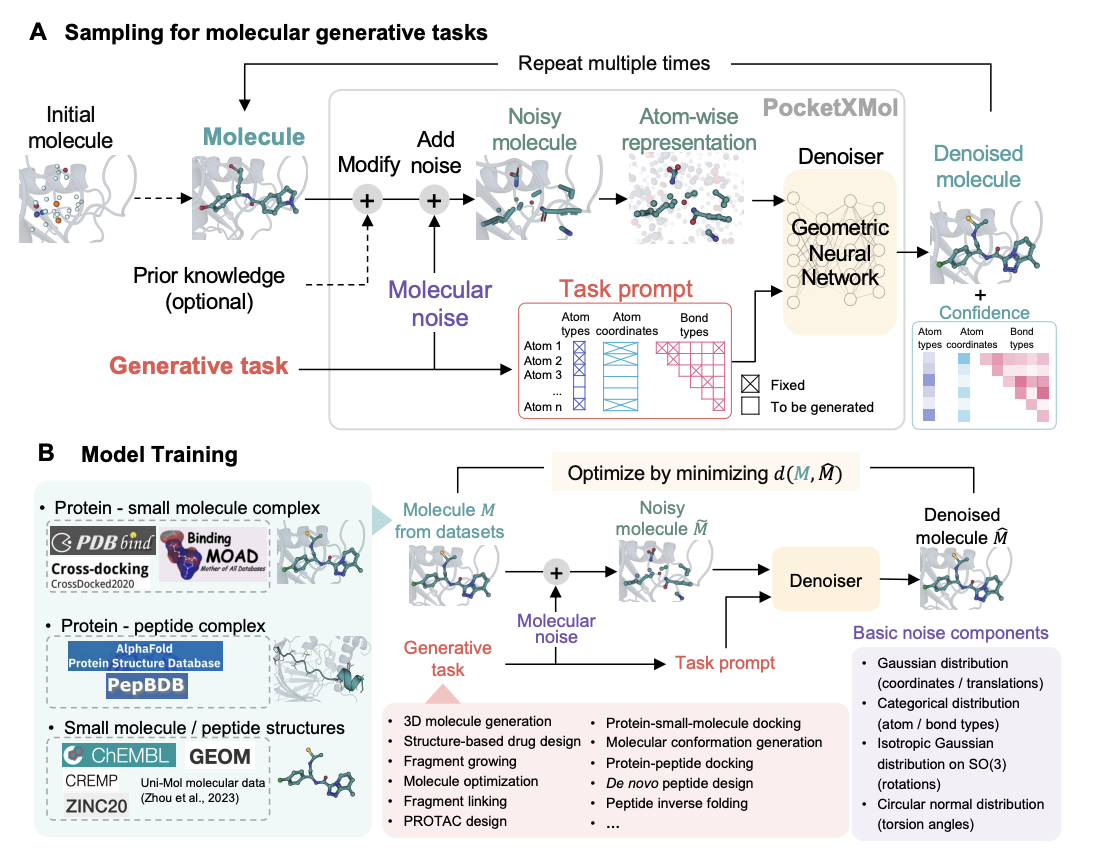 A Sampling for molecular generative tasks
Repeat multiple times
PocketXMol
Initial
molecule
Molecule
Modify
Add
noise
Noisy
molecule
Atom-wise
representation
Denoiser
Denoised
molecule
+
+
Geometric
Neural
Network
Prior knowledge
(optional)
Molecular
noise
Generative task
Task prompt
Atom
types
Atom
coordinates
Bond
types
Atom 1
Atom 2
Atom 3
...
Atom n
Fixed
To be generated
+
Confidence
Atom
types
Atom
coordinates
Bond
types
B Model Training
Optimize by minimizing d(M, M̂)
• Protein - small molecule complex
PDBbind
Binding
MOAD
Mother of All Databases
Cross-docking
CrossDocked2020
• Protein - peptide complex
AlphaFold
Protein Structure Database
PepBDB
• Small molecule / peptide structures
ChEMBL
GEOM
CREMP
ZINC20
Uni-Mol molecular data
(Zhou et al., 2023)
Molecule M
from datasets
+
Molecular
noise
Noisy
molecule M̃
Denoiser
Denoised
molecule M̂
Generative
task
Task prompt
• 3D molecule generation
• Structure-based drug design
• Fragment growing
• Molecule optimization
• Fragment linking
• PROTAC design
• Protein-small-molecule docking
• Molecular conformation generation
• Protein-peptide docking
• De novo peptide design
• Peptide inverse folding
• ...
Basic noise components
• Gaussian distribution
(coordinates / translations)
• Categorical distribution
(atom / bond types)
• Isotropic Gaussian
distribution on SO(3)
(rotations)
• Circular normal distribution
(torsion angles)